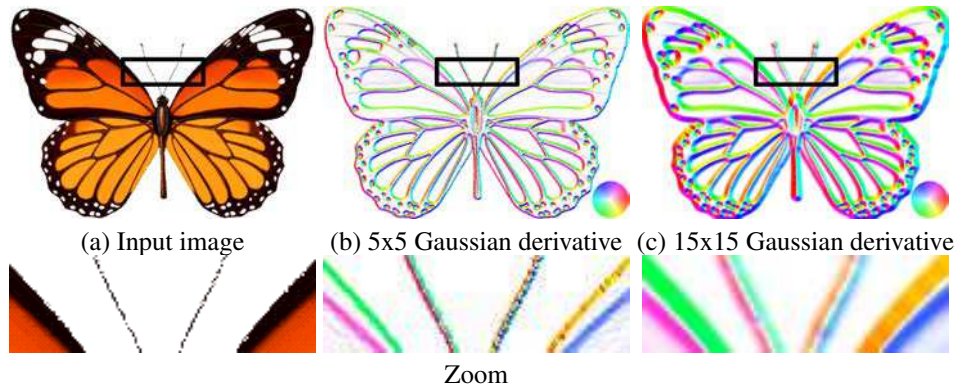 (a) Input image
(b) 5x5 Gaussian derivative
(c) 15x15 Gaussian derivative
Zoom